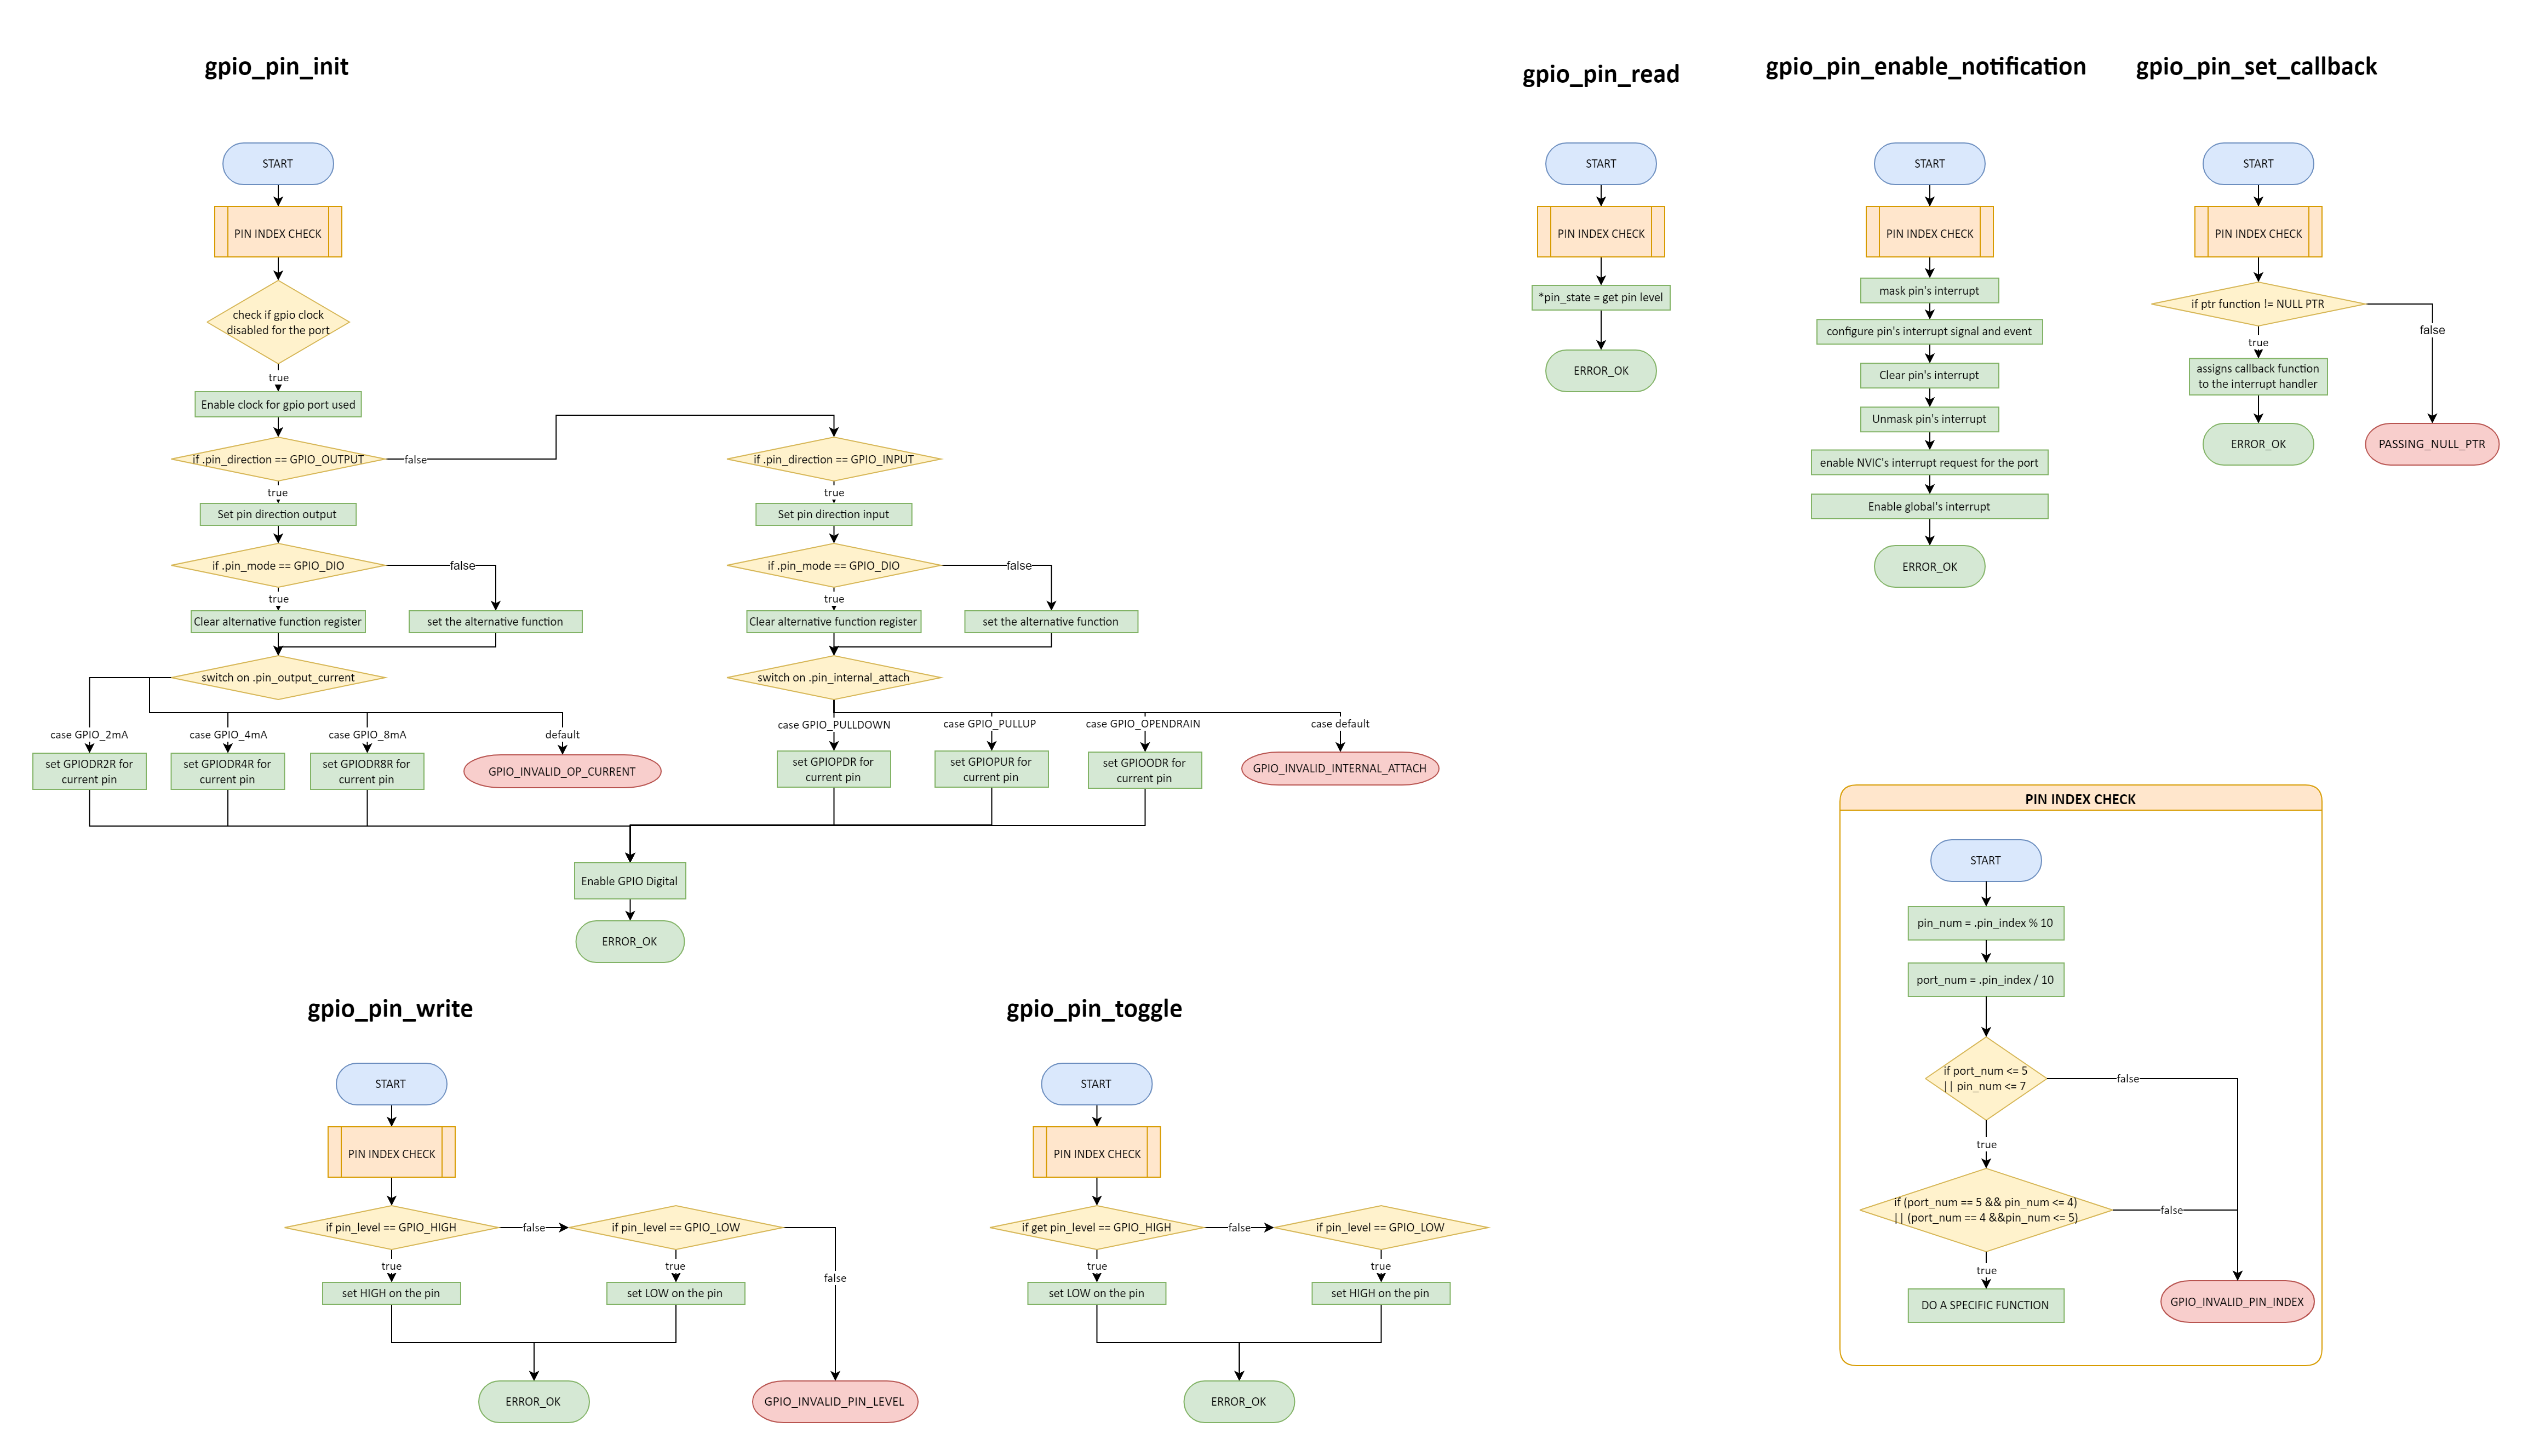 gpio_pin_init
START
PIN INDEX CHECK
check if gpio clock
disabled for the port
true
Enable clock for gpio port used
if .pin_direction == GPIO_OUTPUT
false
if .pin_direction == GPIO_INPUT
true
Set pin direction output
true
Set pin direction input
if .pin_mode == GPIO_DIO
false
if .pin_mode == GPIO_DIO
false
true
Clear alternative function register
set the alternative function
true
Clear alternative function register
set the alternative function
switch on .pin_output_current
switch on .pin_internal_attach
case GPIO_2mA
case GPIO_4mA
case GPIO_8mA
default
case GPIO_PULLDOWN
case GPIO_PULLUP
case GPIO_OPENDRAIN
case default
set GPIODR2R for
current pin
set GPIODR4R for
current pin
set GPIODR8R for
current pin
GPIO_INVALID_OP_CURRENT
set GPIOPDR for
current pin
set GPIOPUR for
current pin
set GPIOODR for
current pin
GPIO_INVALID_INTERNAL_ATTACH
Enable GPIO Digital
ERROR_OK
gpio_pin_read
START
PIN INDEX CHECK
*pin_state = get pin level
ERROR_OK
gpio_pin_enable_notification
START
PIN INDEX CHECK
mask pin's interrupt
configure pin's interrupt signal and event
Clear pin's interrupt
Unmask pin's interrupt
enable NVIC's interrupt request for the port
Enable global's interrupt
ERROR_OK
gpio_pin_set_callback
START
PIN INDEX CHECK
if ptr function != NULL PTR
false
true
assigns callback function
to the interrupt handler
ERROR_OK
PASSING_NULL_PTR
gpio_pin_write
START
PIN INDEX CHECK
if pin_level == GPIO_HIGH
false
if pin_level == GPIO_LOW
true
true
false
set HIGH on the pin
set LOW on the pin
ERROR_OK
GPIO_INVALID_PIN_LEVEL
gpio_pin_toggle
START
PIN INDEX CHECK
if get pin_level == GPIO_HIGH
false
if pin_level == GPIO_LOW
true
true
set LOW on the pin
set HIGH on the pin
ERROR_OK
PIN INDEX CHECK
START
pin_num = .pin_index % 10
port_num = .pin_index / 10
if port_num <= 5
|| pin_num <= 7
false
true
if (port_num == 5 && pin_num <= 4)
|| (port_num == 4 &&pin_num <= 5)
false
true
DO A SPECIFIC FUNCTION
GPIO_INVALID_PIN_INDEX